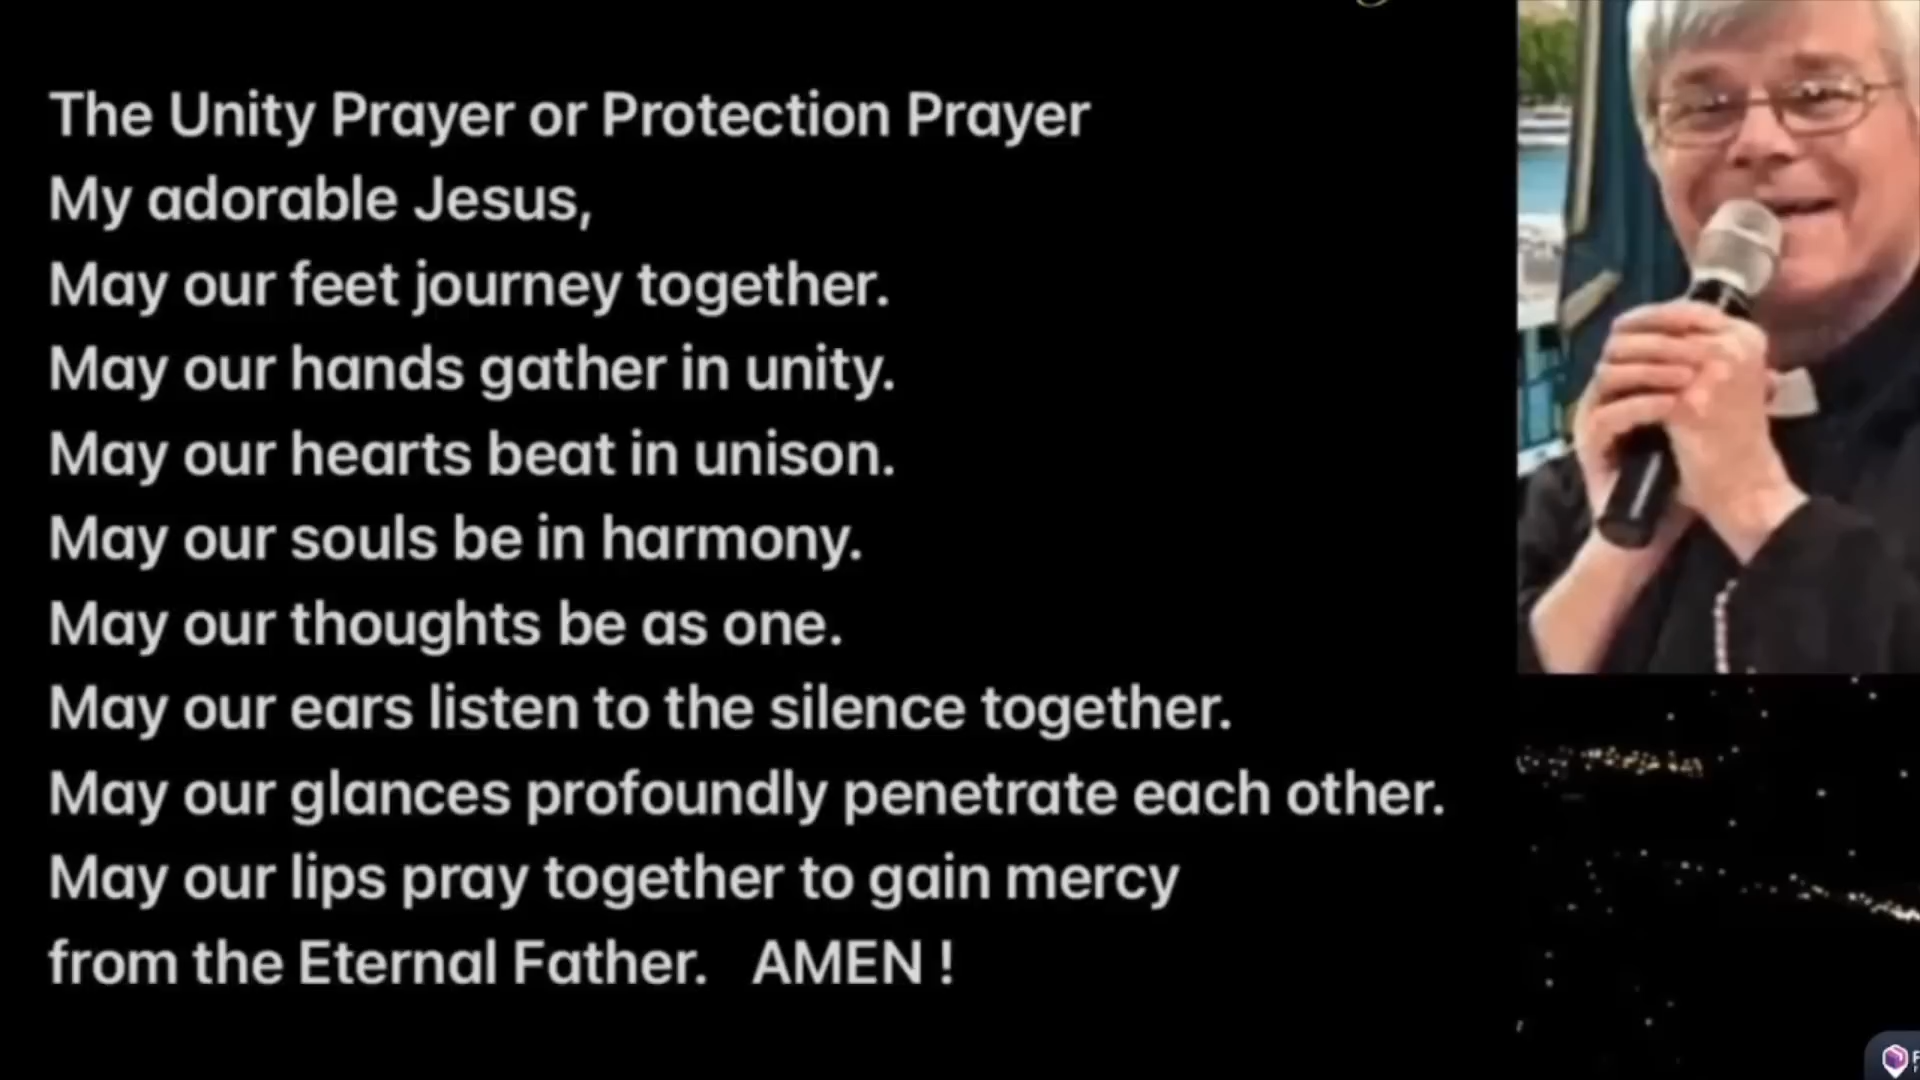 The Unity Prayer or Protection Prayer
My adorable Jesus,
May our feet journey together.
May our hands gather in unity.
May our hearts beat in unison.
May our souls be in harmony.
May our thoughts be as one.
May our ears listen to the silence together.
May our glances profoundly penetrate each other.
May our lips pray together to gain mercy
from the Eternal Father. AMEN !